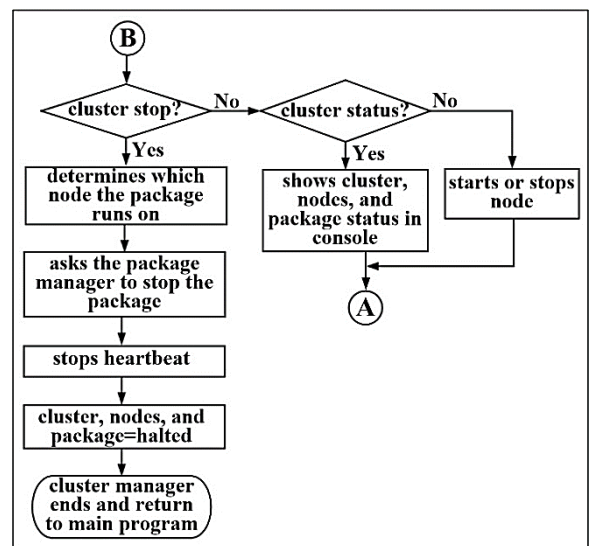 B
cluster stop?
No
cluster status?
No
Yes
Yes
determines which
node the package
runs on
shows cluster,
nodes, and
package status in
console
starts or stops
node
asks the package
manager to stop the
package
A
stops heartbeat
cluster, nodes, and
package=halted
cluster manager
ends and return
to main program